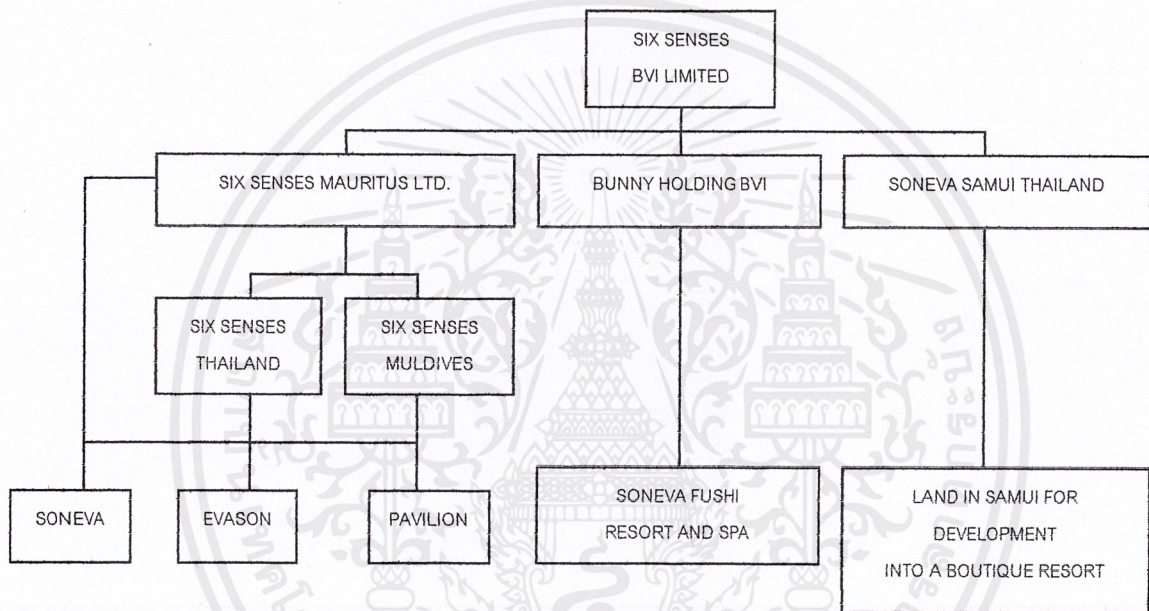 SIX SENSES
BVI LIMITED
SIX SENSES MAURITUS LTD.
BUNNY HOLDING BVI
SONEVA SAMUI THAILAND
SIX SENSES
THAILAND
SIX SENSES
MULDIVES
SONEVA
EVASON
PAVILION
SONEVA FUSHI
RESORT AND SPA
LAND IN SAMUI FOR
DEVELOPMENT
INTO A BOUTIQUE RESORT